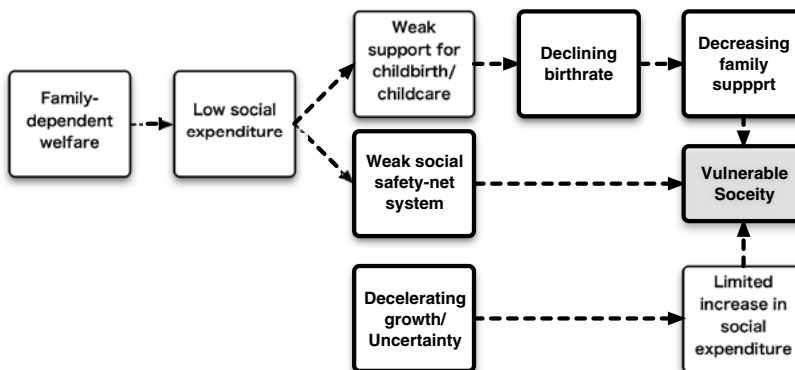 Family-
dependent
welfare
Low social
expenditure
Weak
support for
childbirth/
childcare
Declining
birthrate
Decreasing
family
suppprt
Weak social
safety-net
system
Vulnerable
Soceity
Decelerating
growth/
Uncertainty
Limited
increase in
social
expenditure